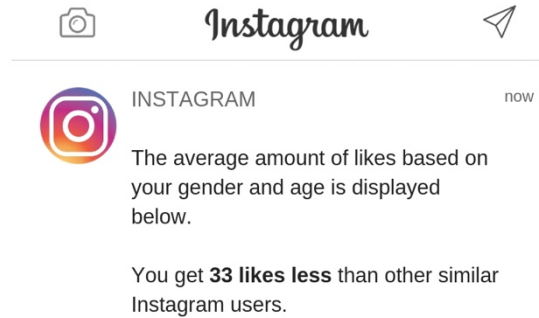 Instagram
INSTAGRAM
now
The average amount of likes based on
your gender and age is displayed
below.
You get 33 likes less than other similar
Instagram users.